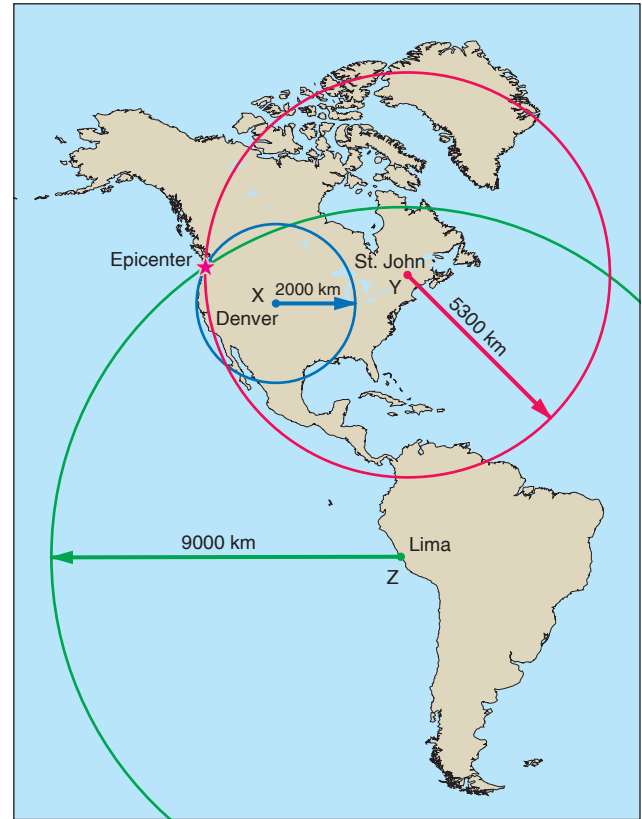 Epicenter
St. John
Y
X
2000 km
Denver
5300 km
9000 km
Lima
Z